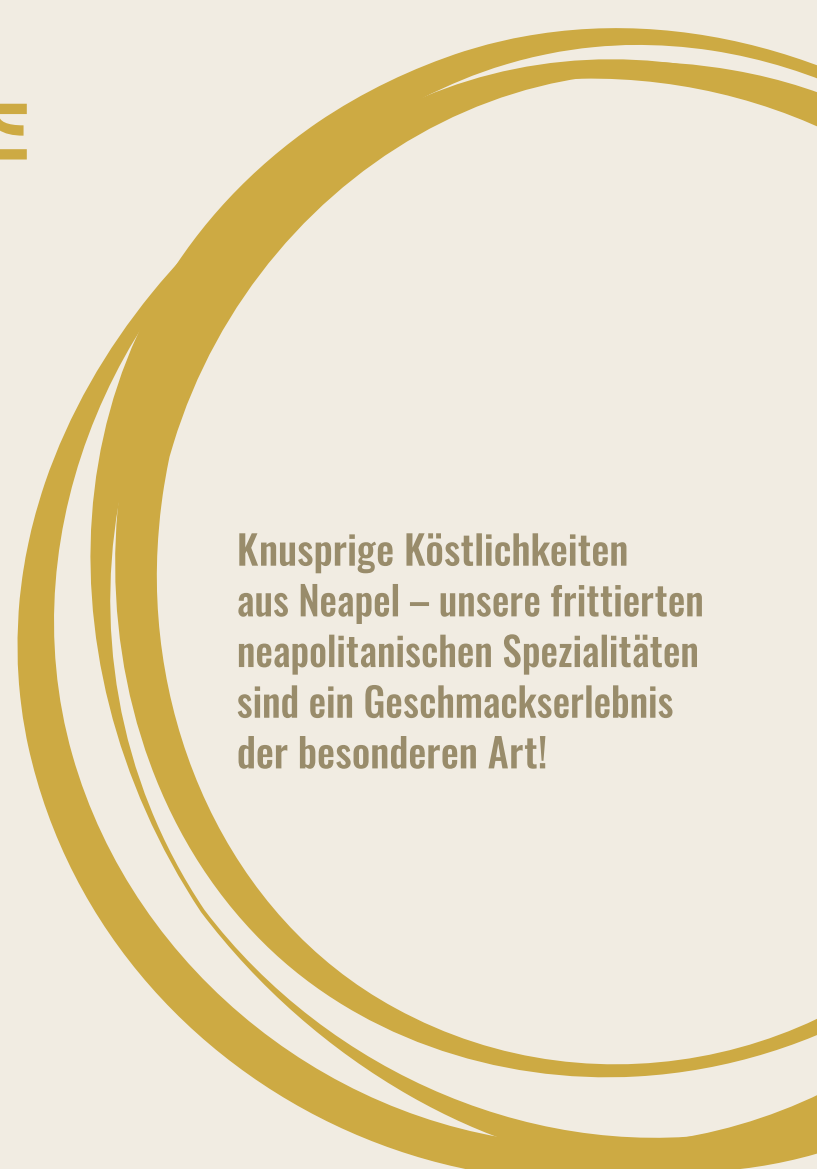 Knusprige Köstlichkeiten
aus Neapel – unsere frittierten
neapolitanischen Spezialitäten
sind ein Geschmackserlebnis
der besonderen Art!